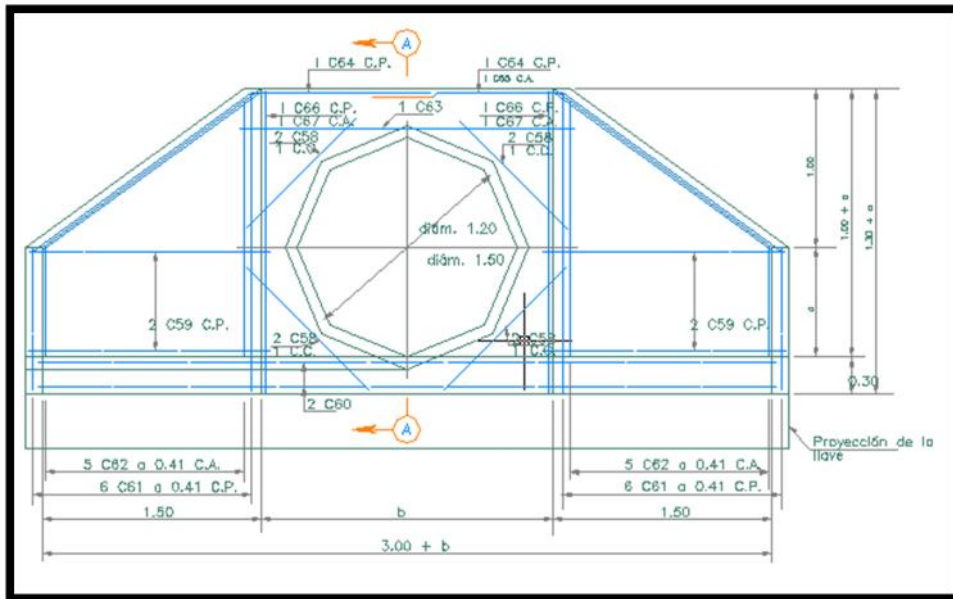 A
1 C64 C.P.
1 C64 C.P.
1 C65 C.A.
1 C66 C.P.
1 C67 C.A.
1 C63
1 C66 C.P.
1 C67 C.A.
2 C58
1 C.C.
2 C58
1 C.C.
1.00
1.00 + a
1.30 + a
diám. 1.20
diám. 1.50
2 C59 C.P.
2 C59 C.P.
a
2 C58
1 C.C.
1 C.C.
0.30
2 C60
A
Proyección de la
llave
5 C62 a 0.41 C.A.
5 C62 a 0.41 C.A.
6 C61 a 0.41 C.P.
6 C61 a 0.41 C.P.
1.50
b
1.50
3.00 + b